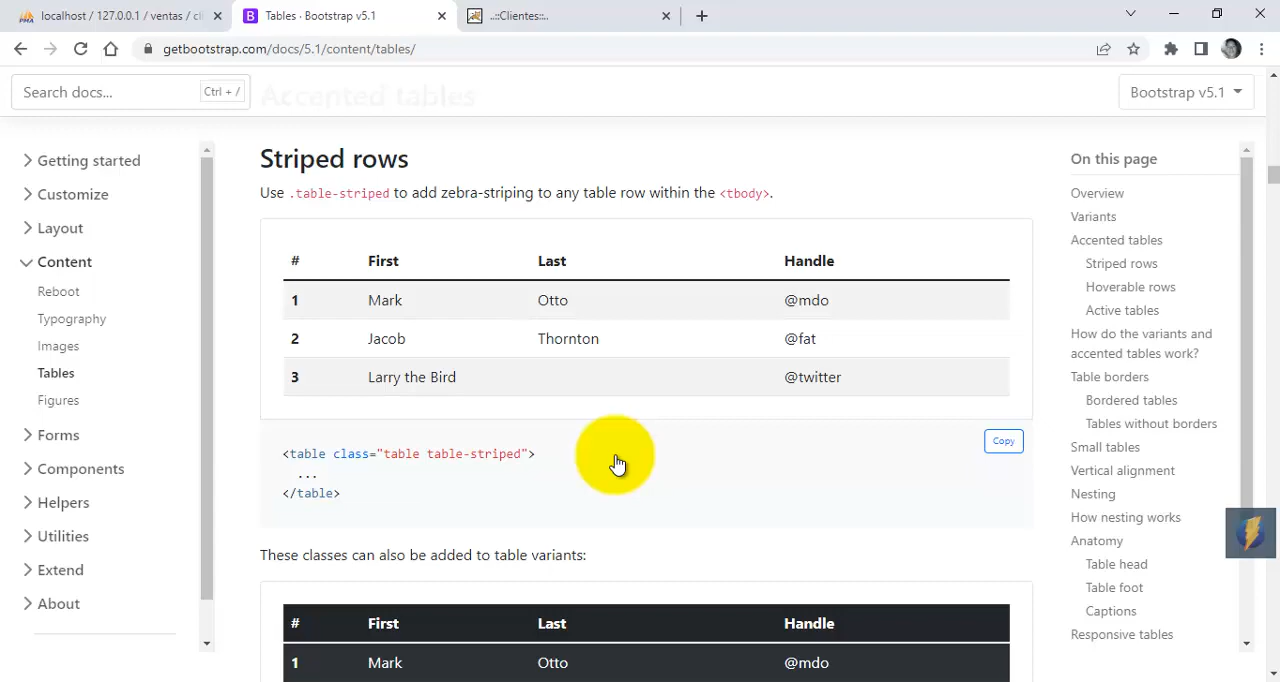 localhost / 127.0.0.1 / ventas / cli
Tables · Bootstrap v5.1
..::Clientes::..
getbootstrap.com/docs/5.1/content/tables/
Search docs...
Ctrl + /
Accented tables
Bootstrap v5.1
Getting started
Customize
Layout
Content
Reboot
Typography
Images
Tables
Figures
Forms
Components
Helpers
Utilities
Extend
About
Striped rows
Use .table-striped to add zebra-striping to any table row within the <tbody>.
# First Last Handle
1 Mark Otto @mdo
2 Jacob Thornton @fat
3 Larry the Bird @twitter
Copy
<table class="table table-striped">
...
</table>
These classes can also be added to table variants:
# First Last Handle
1 Mark Otto @mdo
On this page
Overview
Variants
Accented tables
Striped rows
Hoverable rows
Active tables
How do the variants and
accented tables work?
Table borders
Bordered tables
Tables without borders
Small tables
Vertical alignment
Nesting
How nesting works
Anatomy
Table head
Table foot
Captions
Responsive tables